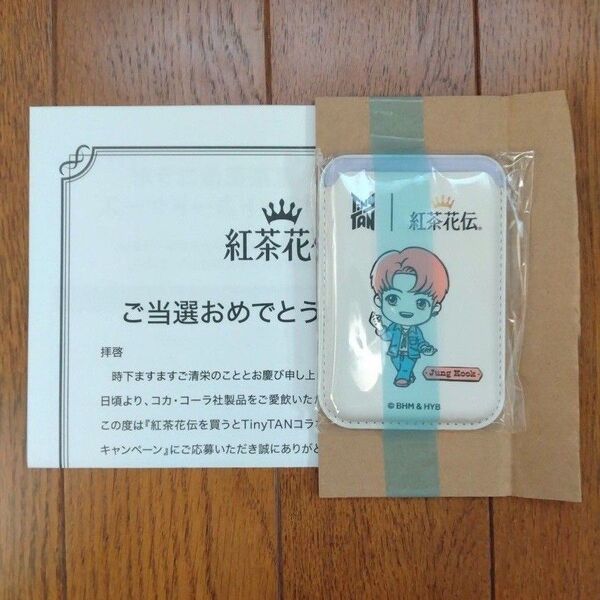 紅茶花伝
ご当選おめでとう
拝啓
時下ますますご清栄のこととお慶び申し上
日頃より、コカ・コーラ社製品をご愛飲いただ
この度は『紅茶花伝を買うとTinyTANコラ
キャンペーン』にご応募いただき誠にありがと
TinyTAN
紅茶花伝®
Jung Kook
© BHM & HYB